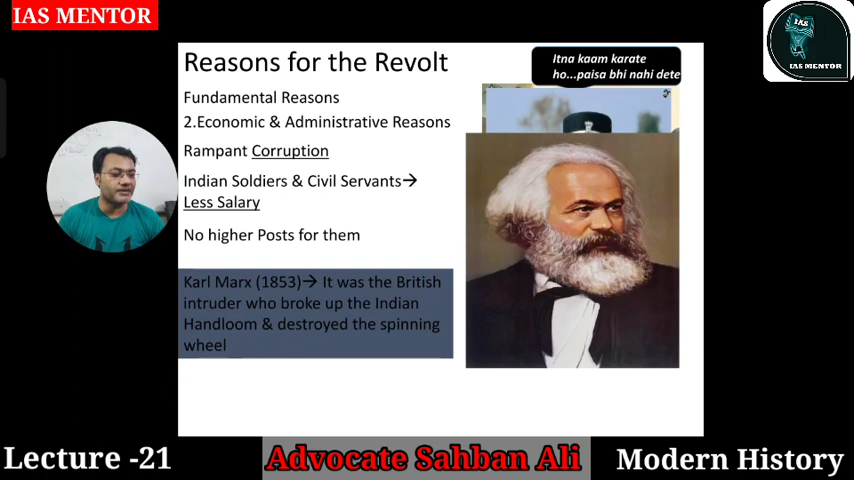 IAS MENTOR
Reasons for the Revolt
Itna kaam karate
ho...paisa bhi nahi dete
IAS
IAS MENTOR
Fundamental Reasons
2.Economic & Administrative Reasons
Rampant Corruption
Indian Soldiers & Civil Servants→
Less Salary
No higher Posts for them
Karl Marx (1853)→ It was the British
intruder who broke up the Indian
Handloom & destroyed the spinning
wheel
Lecture -21
Advocate Sahban Ali
Modern History